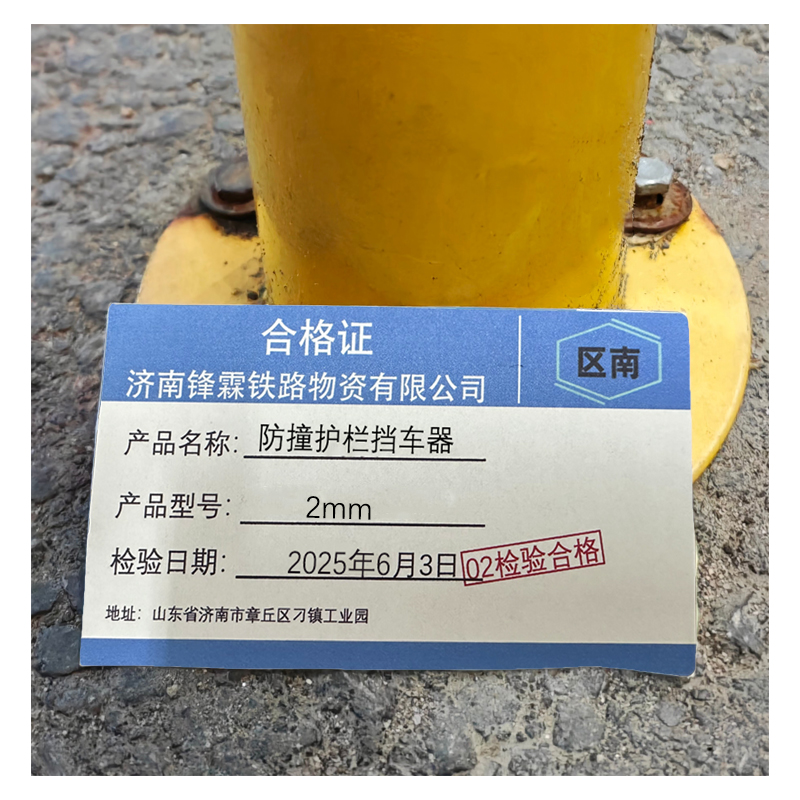 合格证
区南
济南锋霖铁路物资有限公司
产品名称：防撞护栏挡车器
产品型号：2mm
检验日期：2025年6月3日 02检验合格
地址：山东省济南市章丘区刁镇工业园